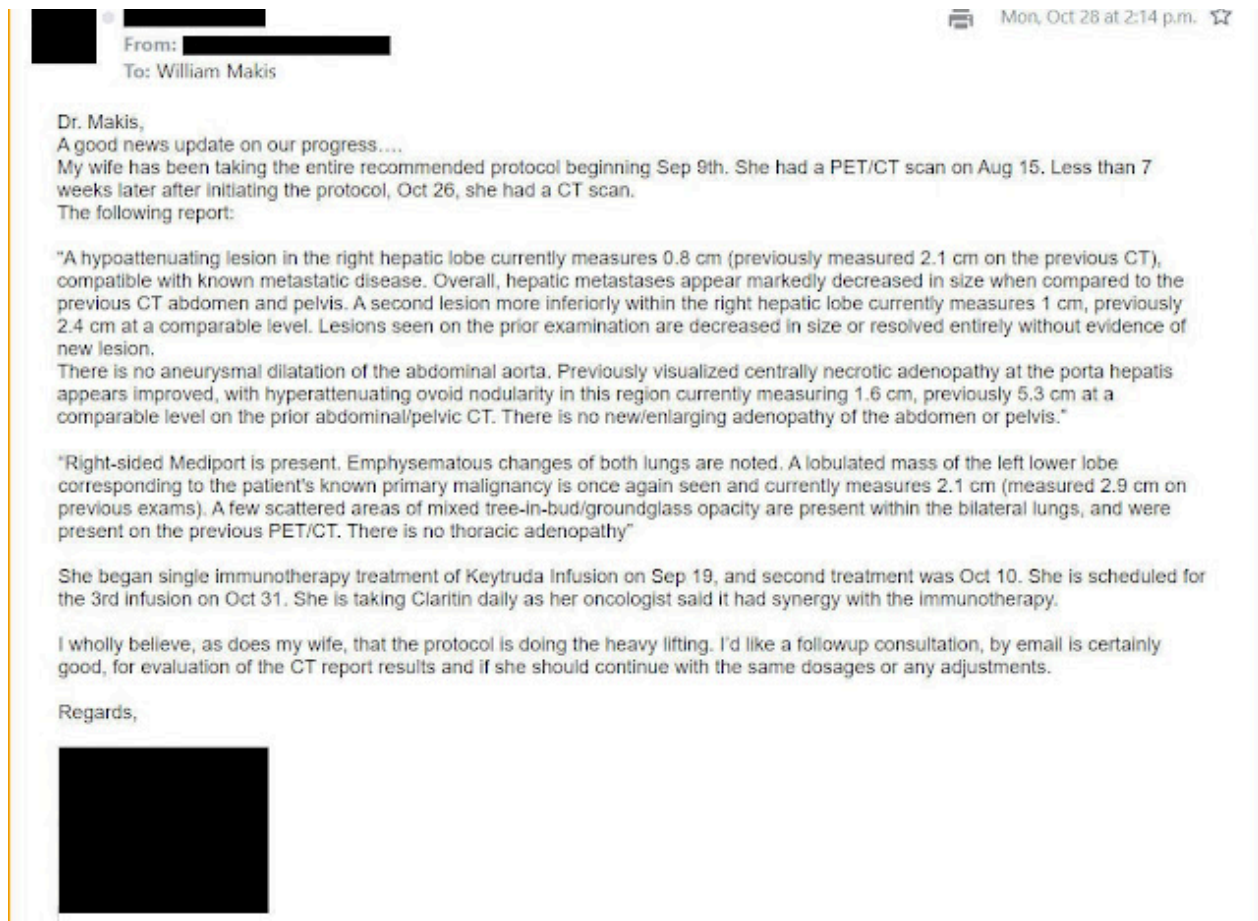 Mon, Oct 28 at 2:14 p.m.
From:
To: William Makis
Dr. Makis,
A good news update on our progress….
My wife has been taking the entire recommended protocol beginning Sep 9th. She had a PET/CT scan on Aug 15. Less than 7
weeks later after initiating the protocol, Oct 26, she had a CT scan.
The following report:
“A hypoattenuating lesion in the right hepatic lobe currently measures 0.8 cm (previously measured 2.1 cm on the previous CT),
compatible with known metastatic disease. Overall, hepatic metastases appear markedly decreased in size when compared to the
previous CT abdomen and pelvis. A second lesion more inferiorly within the right hepatic lobe currently measures 1 cm, previously
2.4 cm at a comparable level. Lesions seen on the prior examination are decreased in size or resolved entirely without evidence of
new lesion.
There is no aneurysmal dilatation of the abdominal aorta. Previously visualized centrally necrotic adenopathy at the porta hepatis
appears improved, with hyperattenuating ovoid nodularity in this region currently measuring 1.6 cm, previously 5.3 cm at a
comparable level on the prior abdominal/pelvic CT. There is no new/enlarging adenopathy of the abdomen or pelvis.”
“Right-sided Mediport is present. Emphysematous changes of both lungs are noted. A lobulated mass of the left lower lobe
corresponding to the patient's known primary malignancy is once again seen and currently measures 2.1 cm (measured 2.9 cm on
previous exams). A few scattered areas of mixed tree-in-bud/groundglass opacity are present within the bilateral lungs, and were
present on the previous PET/CT. There is no thoracic adenopathy”
She began single immunotherapy treatment of Keytruda Infusion on Sep 19, and second treatment was Oct 10. She is scheduled for
the 3rd infusion on Oct 31. She is taking Claritin daily as her oncologist said it had synergy with the immunotherapy.
I wholly believe, as does my wife, that the protocol is doing the heavy lifting. I'd like a followup consultation, by email is certainly
good, for evaluation of the CT report results and if she should continue with the same dosages or any adjustments.
Regards,